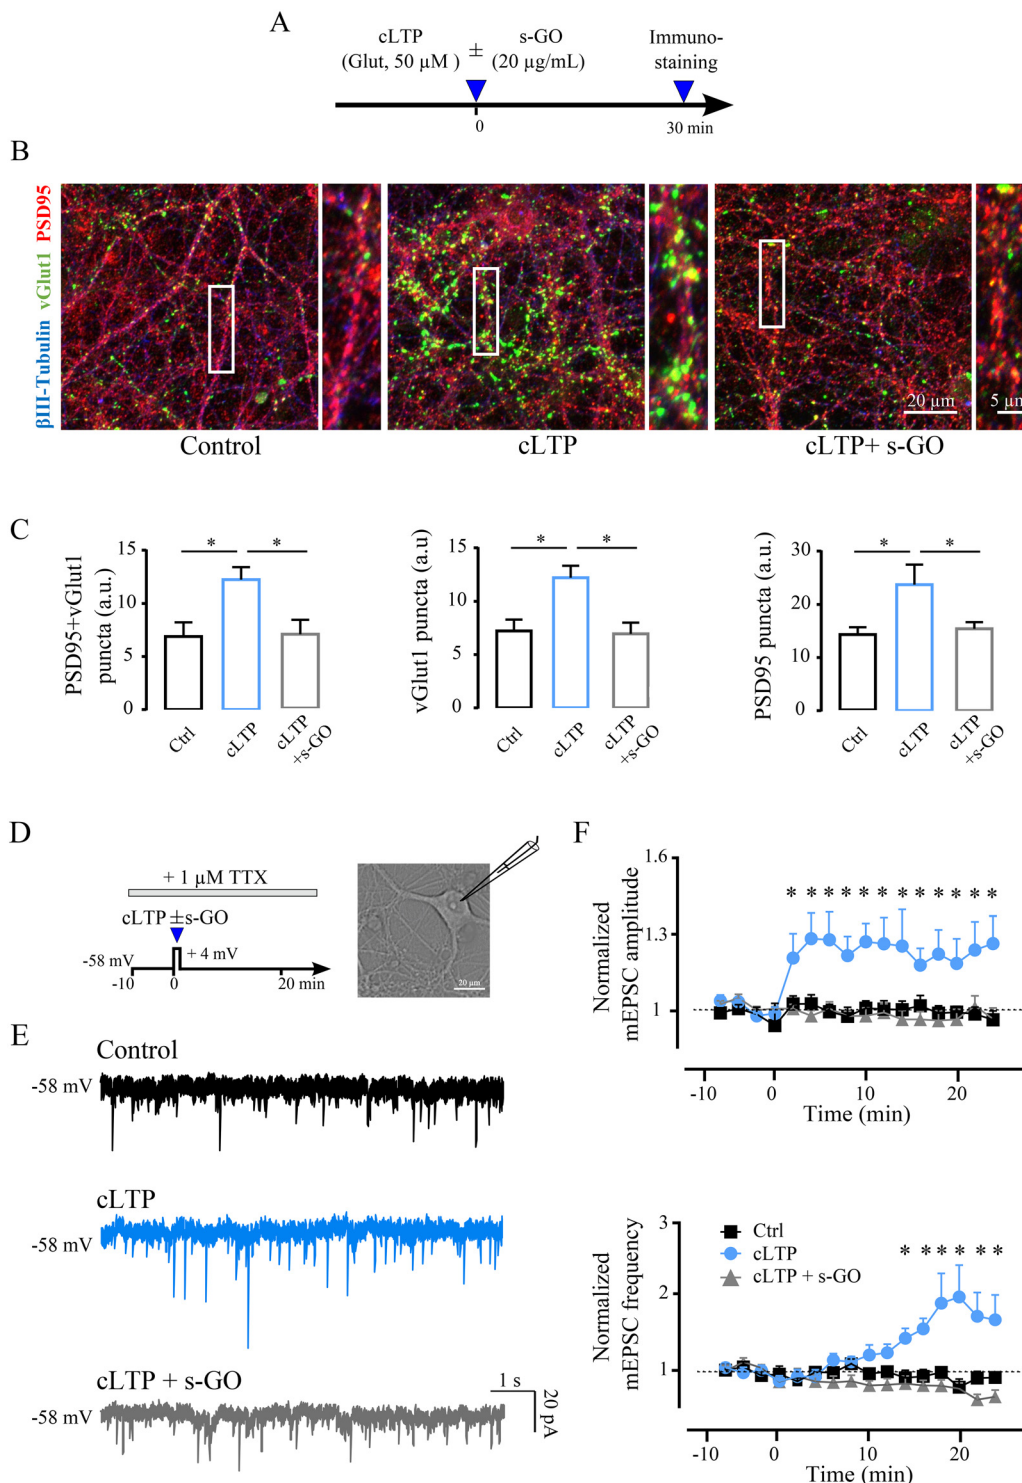 A
cLTP ± s-GO Immuno-
(Glut, 50 µM ) (20 µg/mL) staining
0 30 min
B
βIII-Tubulin vGlut1 PSD95
20 µm 5 µm
Control cLTP cLTP+ s-GO
C
PSD95+vGlut1
puncta (a.u.)
15
10
5
0
* *
Ctrl
cLTP
cLTP
+s-GO
vGlut1 puncta (a.u)
15
10
5
0
* *
Ctrl
cLTP
cLTP
+s-GO
PSD95 puncta (a.u.)
30
20
10
0
* *
Ctrl
cLTP
cLTP
+s-GO
D
+ 1 µM TTX
cLTP ±s-GO
-58 mV + 4 mV
-10 0 20 min
20 µm
E
Control
-58 mV
cLTP
-58 mV
cLTP + s-GO
-58 mV
1 s
20 pA
F
Normalized
mEPSC amplitude
1.6
1.3
1
* * * * * * * * * * * *
-10 0 10 20
Time (min)
Normalized
mEPSC frequency
3
2
1
Ctrl
cLTP
cLTP + s-GO
* * * * * *
-10 0 10 20
Time (min)